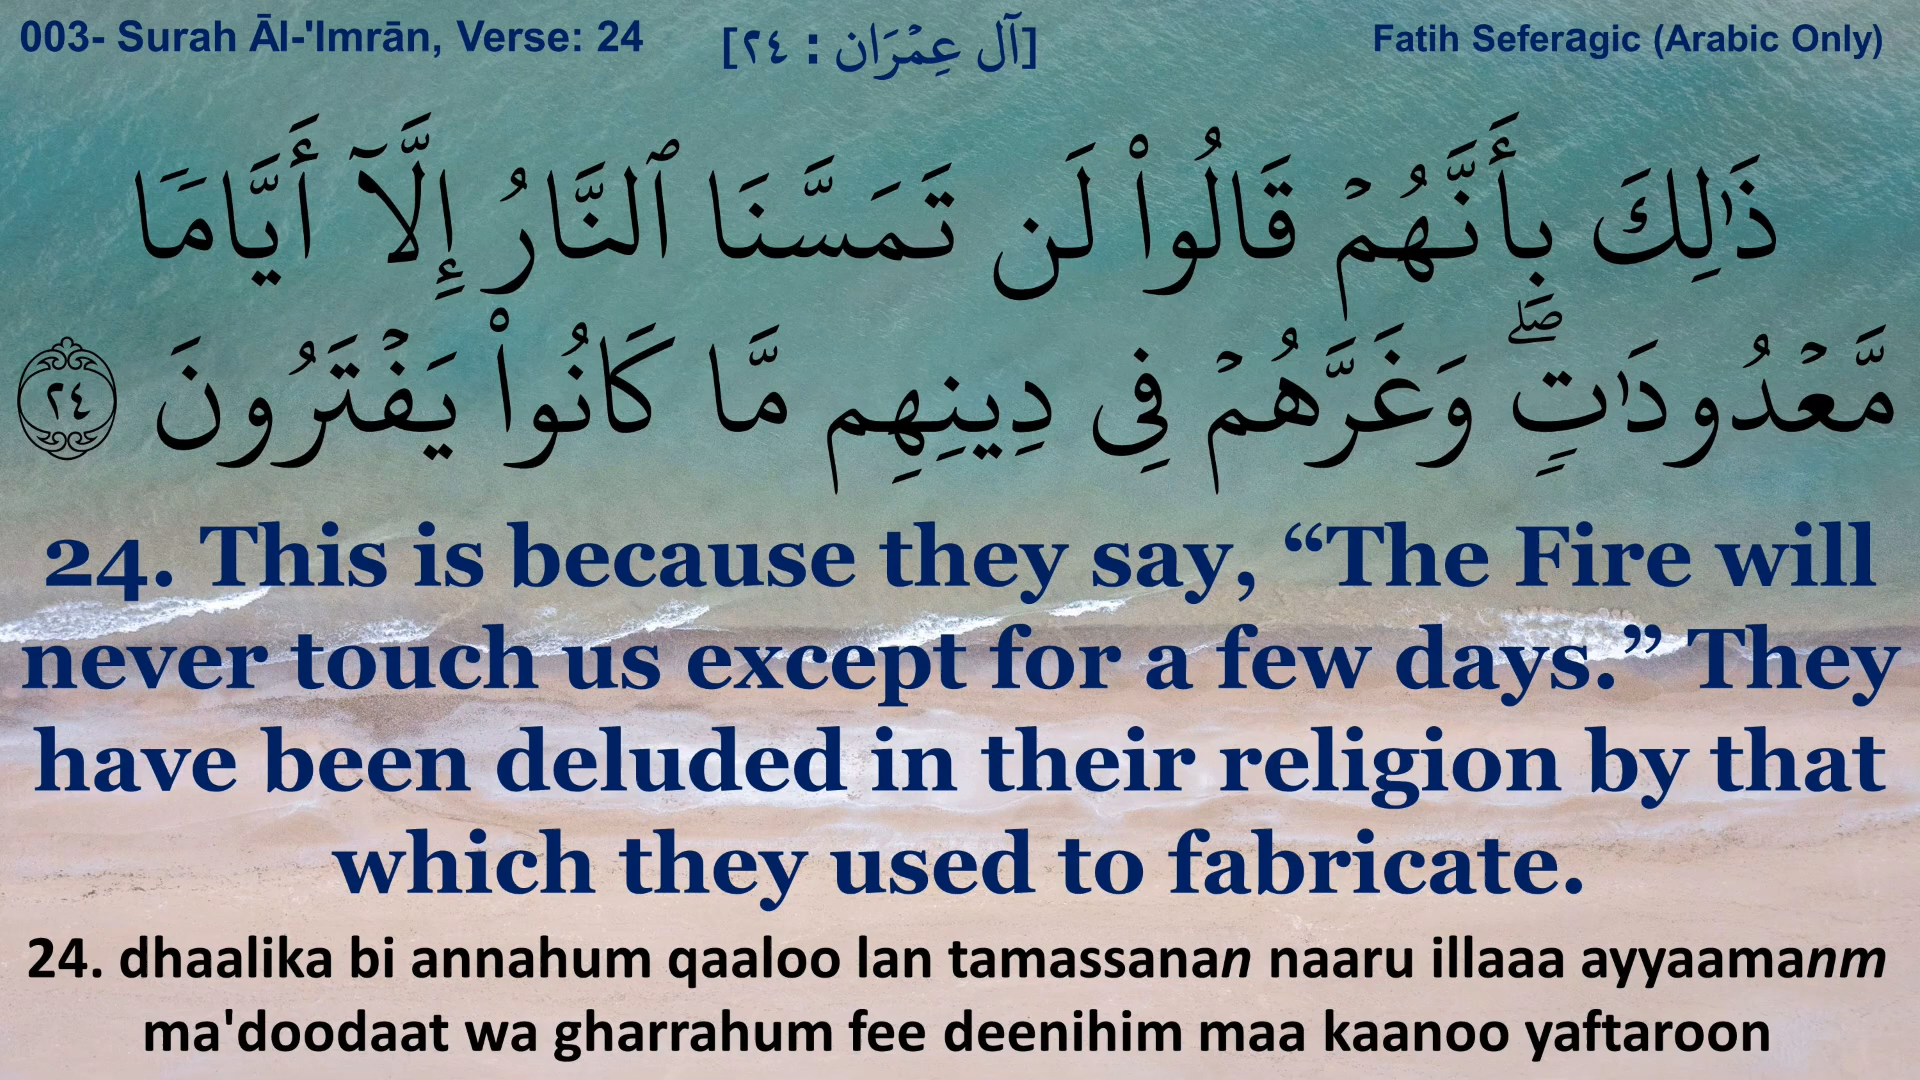 003- Surah Āl-'Imrān, Verse: 24 [آل عِمْرَان : ٢٤] Fatih Seferagic (Arabic Only)
ذَٰلِكَ بِأَنَّهُمْ قَالُوا۟ لَن تَمَسَّنَا ٱلنَّارُ إِلَّآ أَيَّامًا
مَّعْدُودَٰتٍ ۖ وَغَرَّهُمْ فِى دِينِهِم مَّا كَانُوا۟ يَفْتَرُونَ ٢٤
24. This is because they say, “The Fire will
never touch us except for a few days.” They
have been deluded in their religion by that
which they used to fabricate.
24. dhaalika bi annahum qaaloo lan tamassanan naaru illaaa ayyaamanm
ma'doodaat wa gharrahum fee deenihim maa kaanoo yaftaroon